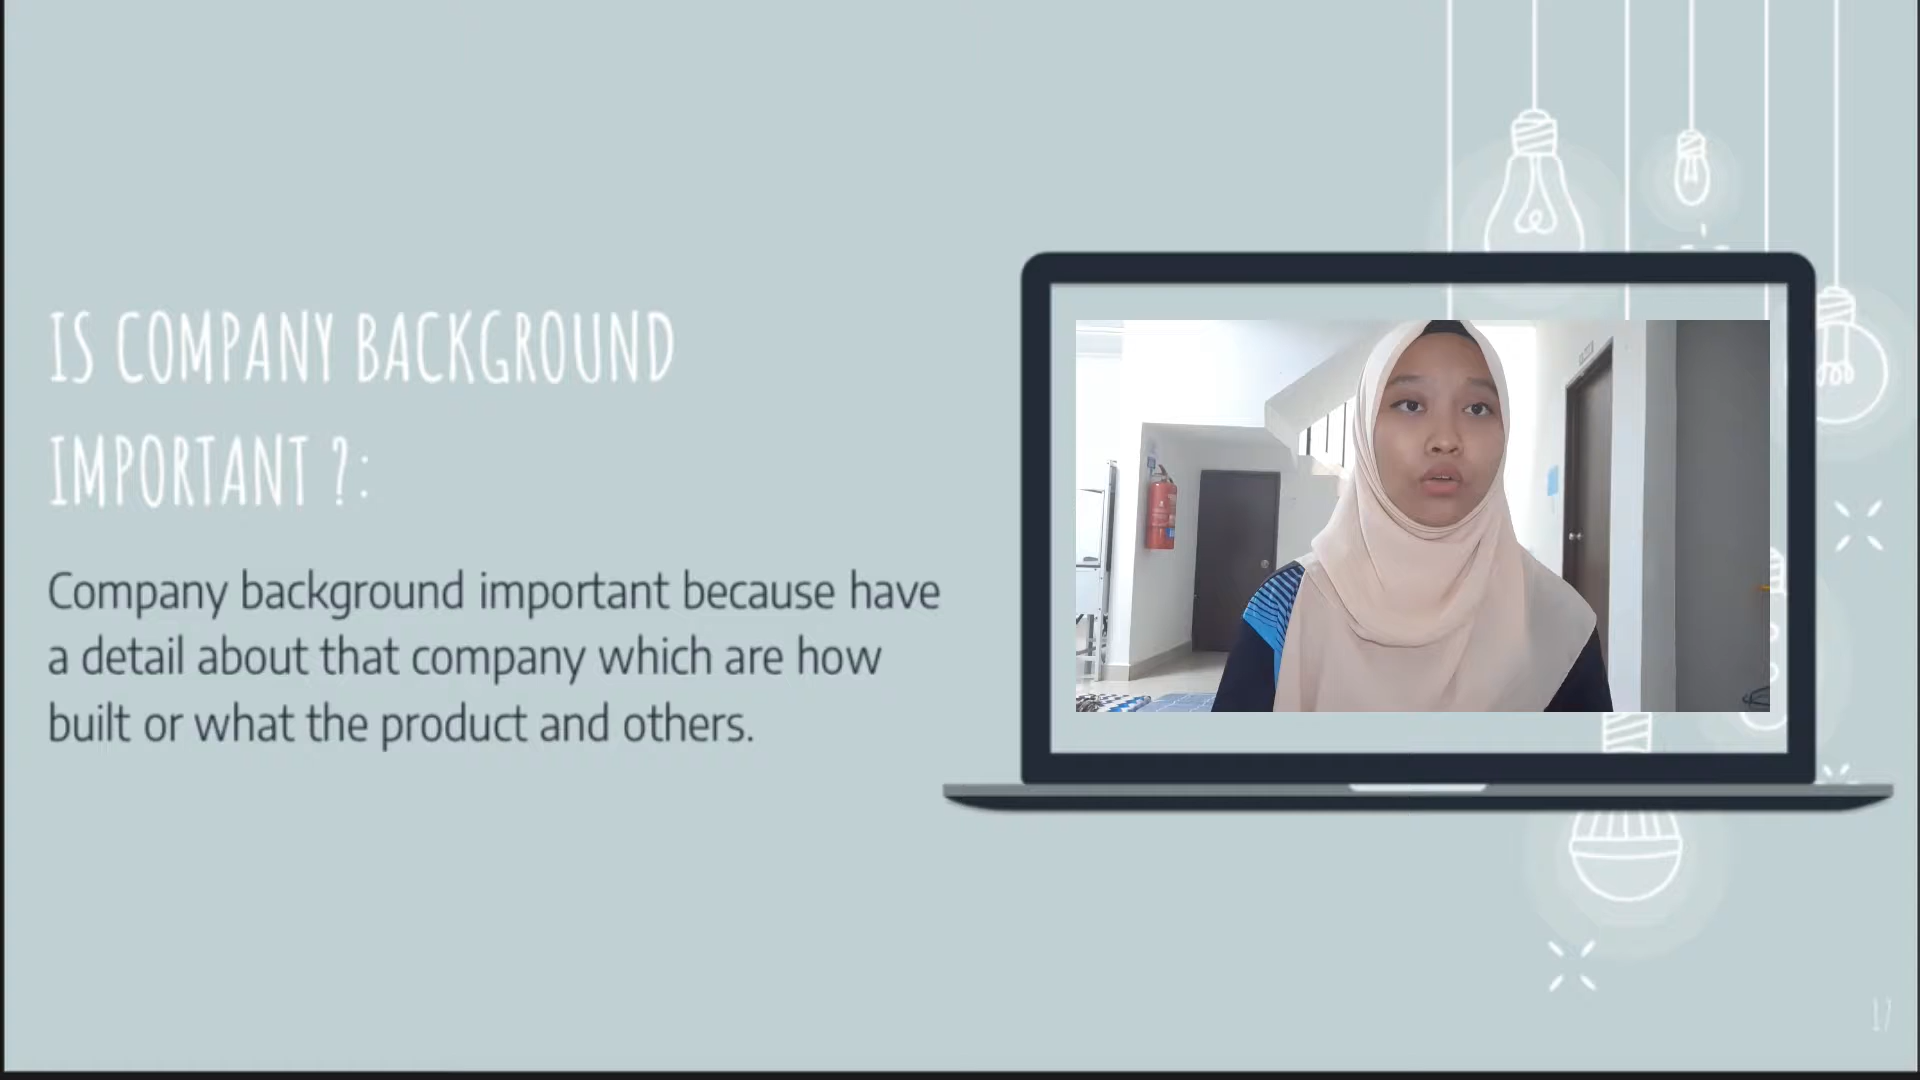 IS COMPANY BACKGROUND
IMPORTANT ?:
Company background important because have
a detail about that company which are how
built or what the product and others.
17